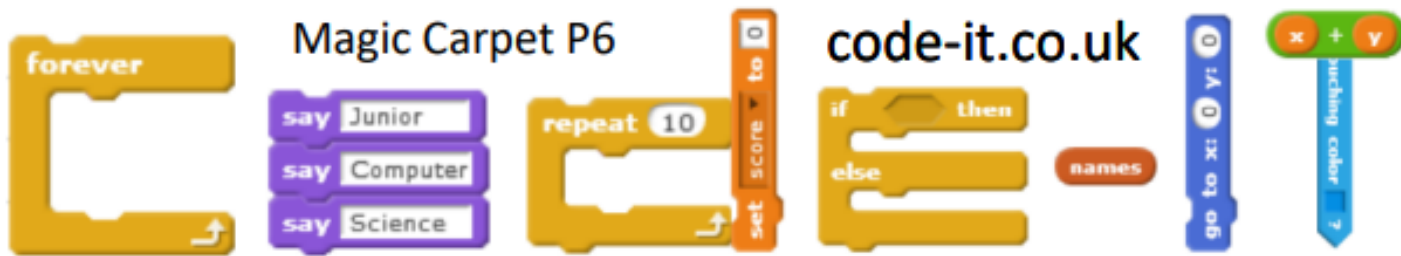 forever
Magic Carpet P6
say Junior
say Computer
say Science
repeat 10
set score to 0
code-it.co.uk
if then
else
names
go to x: 0 y: 0
x + y
touching color ?